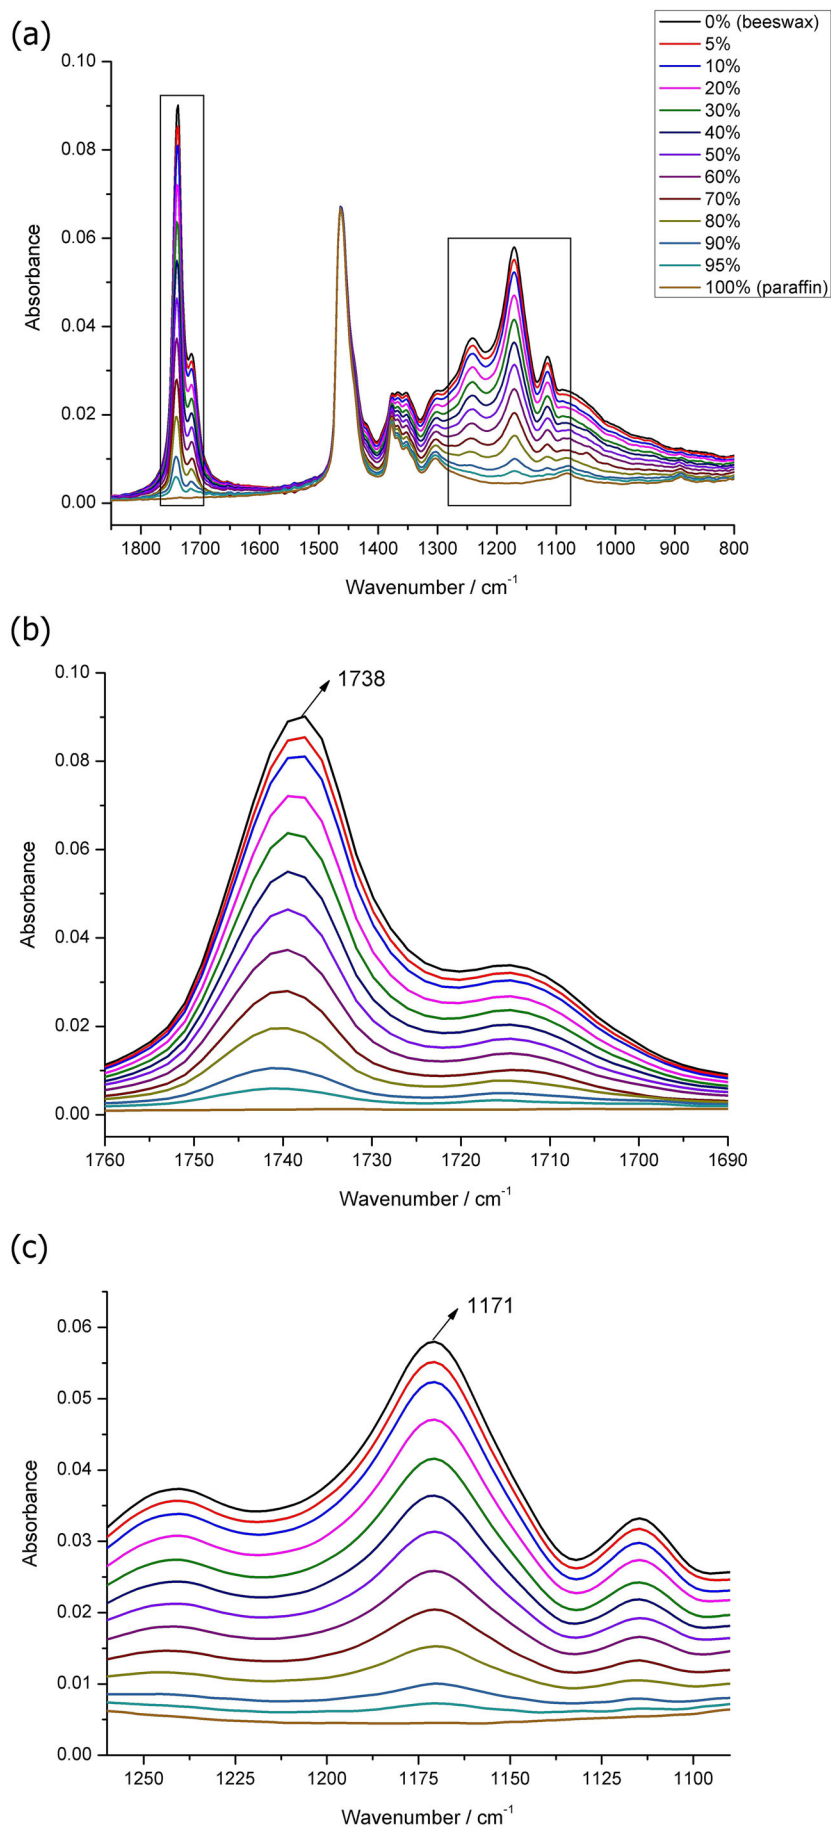 (a)
0% (beeswax)
5%
10%
20%
30%
40%
50%
60%
70%
80%
90%
95%
100% (paraffin)
0.10
0.08
0.06
0.04
0.02
0.00
Absorbance
1800 1700 1600 1500 1400 1300 1200 1100 1000 900 800
Wavenumber / cm⁻¹
(b)
1738
0.10
0.08
0.06
0.04
0.02
0.00
Absorbance
1760 1750 1740 1730 1720 1710 1700 1690
Wavenumber / cm⁻¹
(c)
1171
0.06
0.05
0.04
0.03
0.02
0.01
0.00
Absorbance
1250 1225 1200 1175 1150 1125 1100
Wavenumber / cm⁻¹